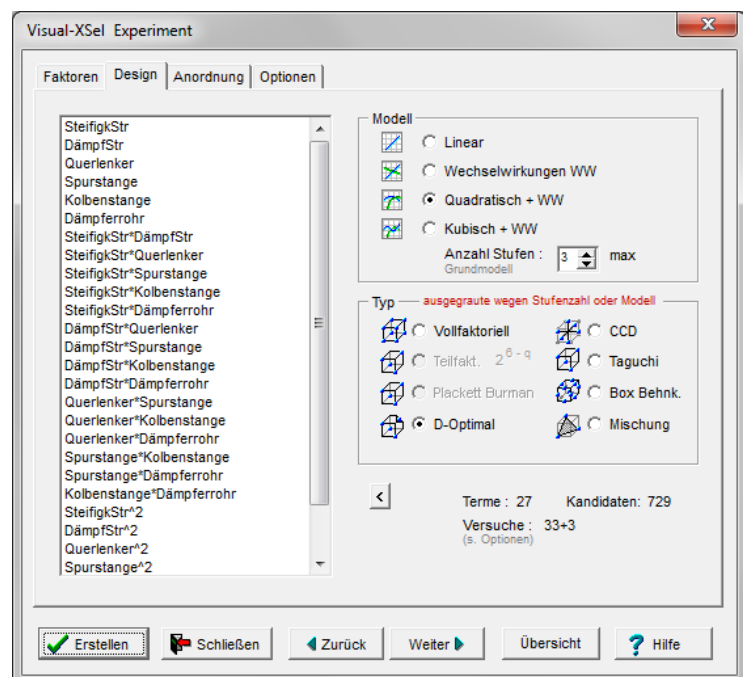 Visual-XSel Experiment
Faktoren Design Anordnung Optionen
SteifigkStr
DämpfStr
Querlenker
Spurstange
Kolbenstange
Dämpferrohr
SteifigkStr*DämpfStr
SteifigkStr*Querlenker
SteifigkStr*Spurstange
SteifigkStr*Kolbenstange
SteifigkStr*Dämpferrohr
DämpfStr*Querlenker
DämpfStr*Spurstange
DämpfStr*Kolbenstange
DämpfStr*Dämpferrohr
Querlenker*Spurstange
Querlenker*Kolbenstange
Querlenker*Dämpferrohr
Spurstange*Kolbenstange
Spurstange*Dämpferrohr
Kolbenstange*Dämpferrohr
SteifigkStr^2
DämpfStr^2
Querlenker^2
Spurstange^2
Modell
Linear
Wechselwirkungen WW
Quadratisch + WW
Kubisch + WW
Anzahl Stufen : 3 max
Grundmodell
Typ ausgegraute wegen Stufenzahl oder Modell
Vollfaktoriell CCD
Teilfakt. 2^6-q Taguchi
Plackett Burman Box Behnk.
D-Optimal Mischung
< Terme : 27 Kandidaten: 729
Versuche : 33+3
(s. Optionen)
Erstellen Schließen Zurück Weiter Übersicht Hilfe